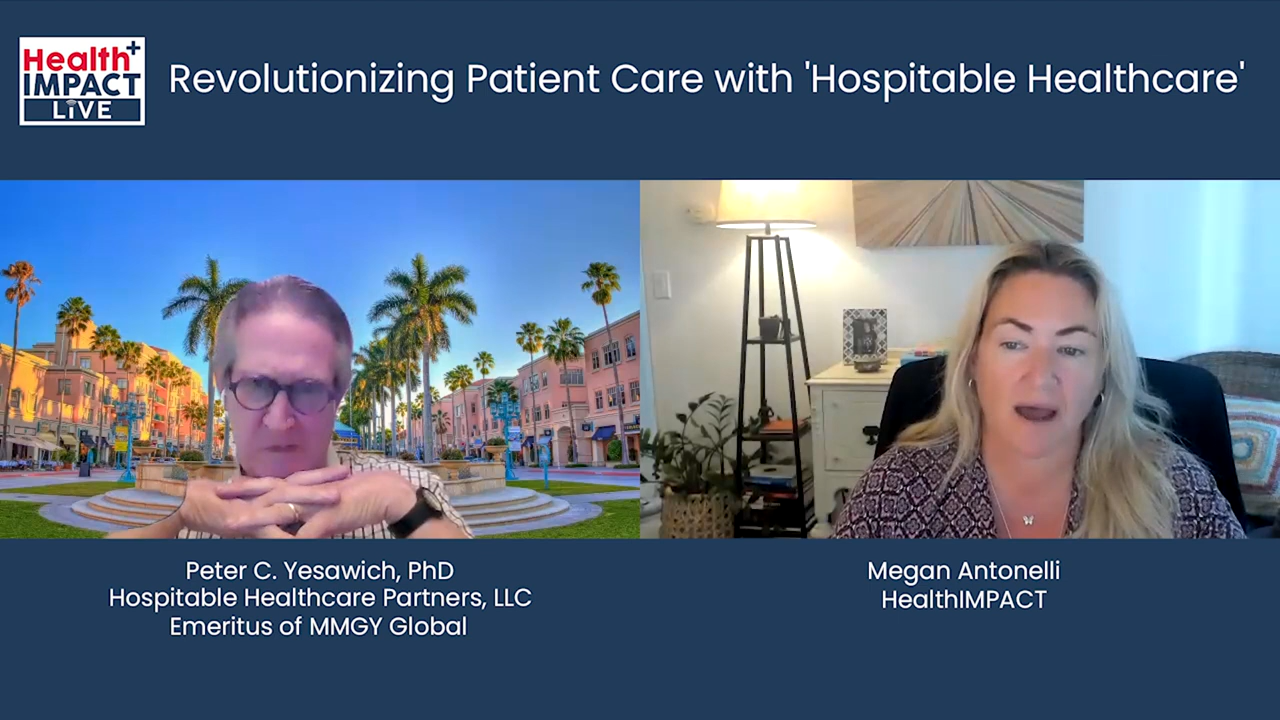 Health+
IMPACT
LIVE
Revolutionizing Patient Care with 'Hospitable Healthcare'
Peter C. Yesawich, PhD
Hospitable Healthcare Partners, LLC
Emeritus of MMGY Global
Megan Antonelli
HealthIMPACT